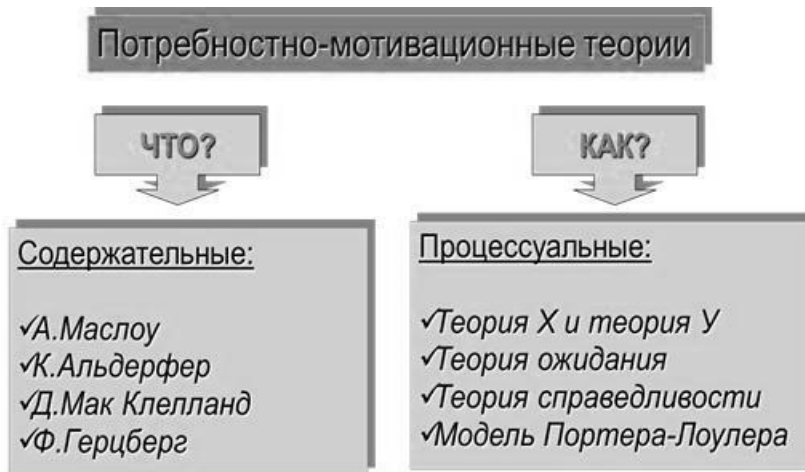 Потребностно-мотивационные теории
ЧТО?
КАК?
Содержательные:
✓А.Маслоу
✓К.Альдерфер
✓Д.Мак Клелланд
✓Ф.Герцберг
Процессуальные:
✓Теория Х и теория У
✓Теория ожидания
✓Теория справедливости
✓Модель Портера-Лоулера